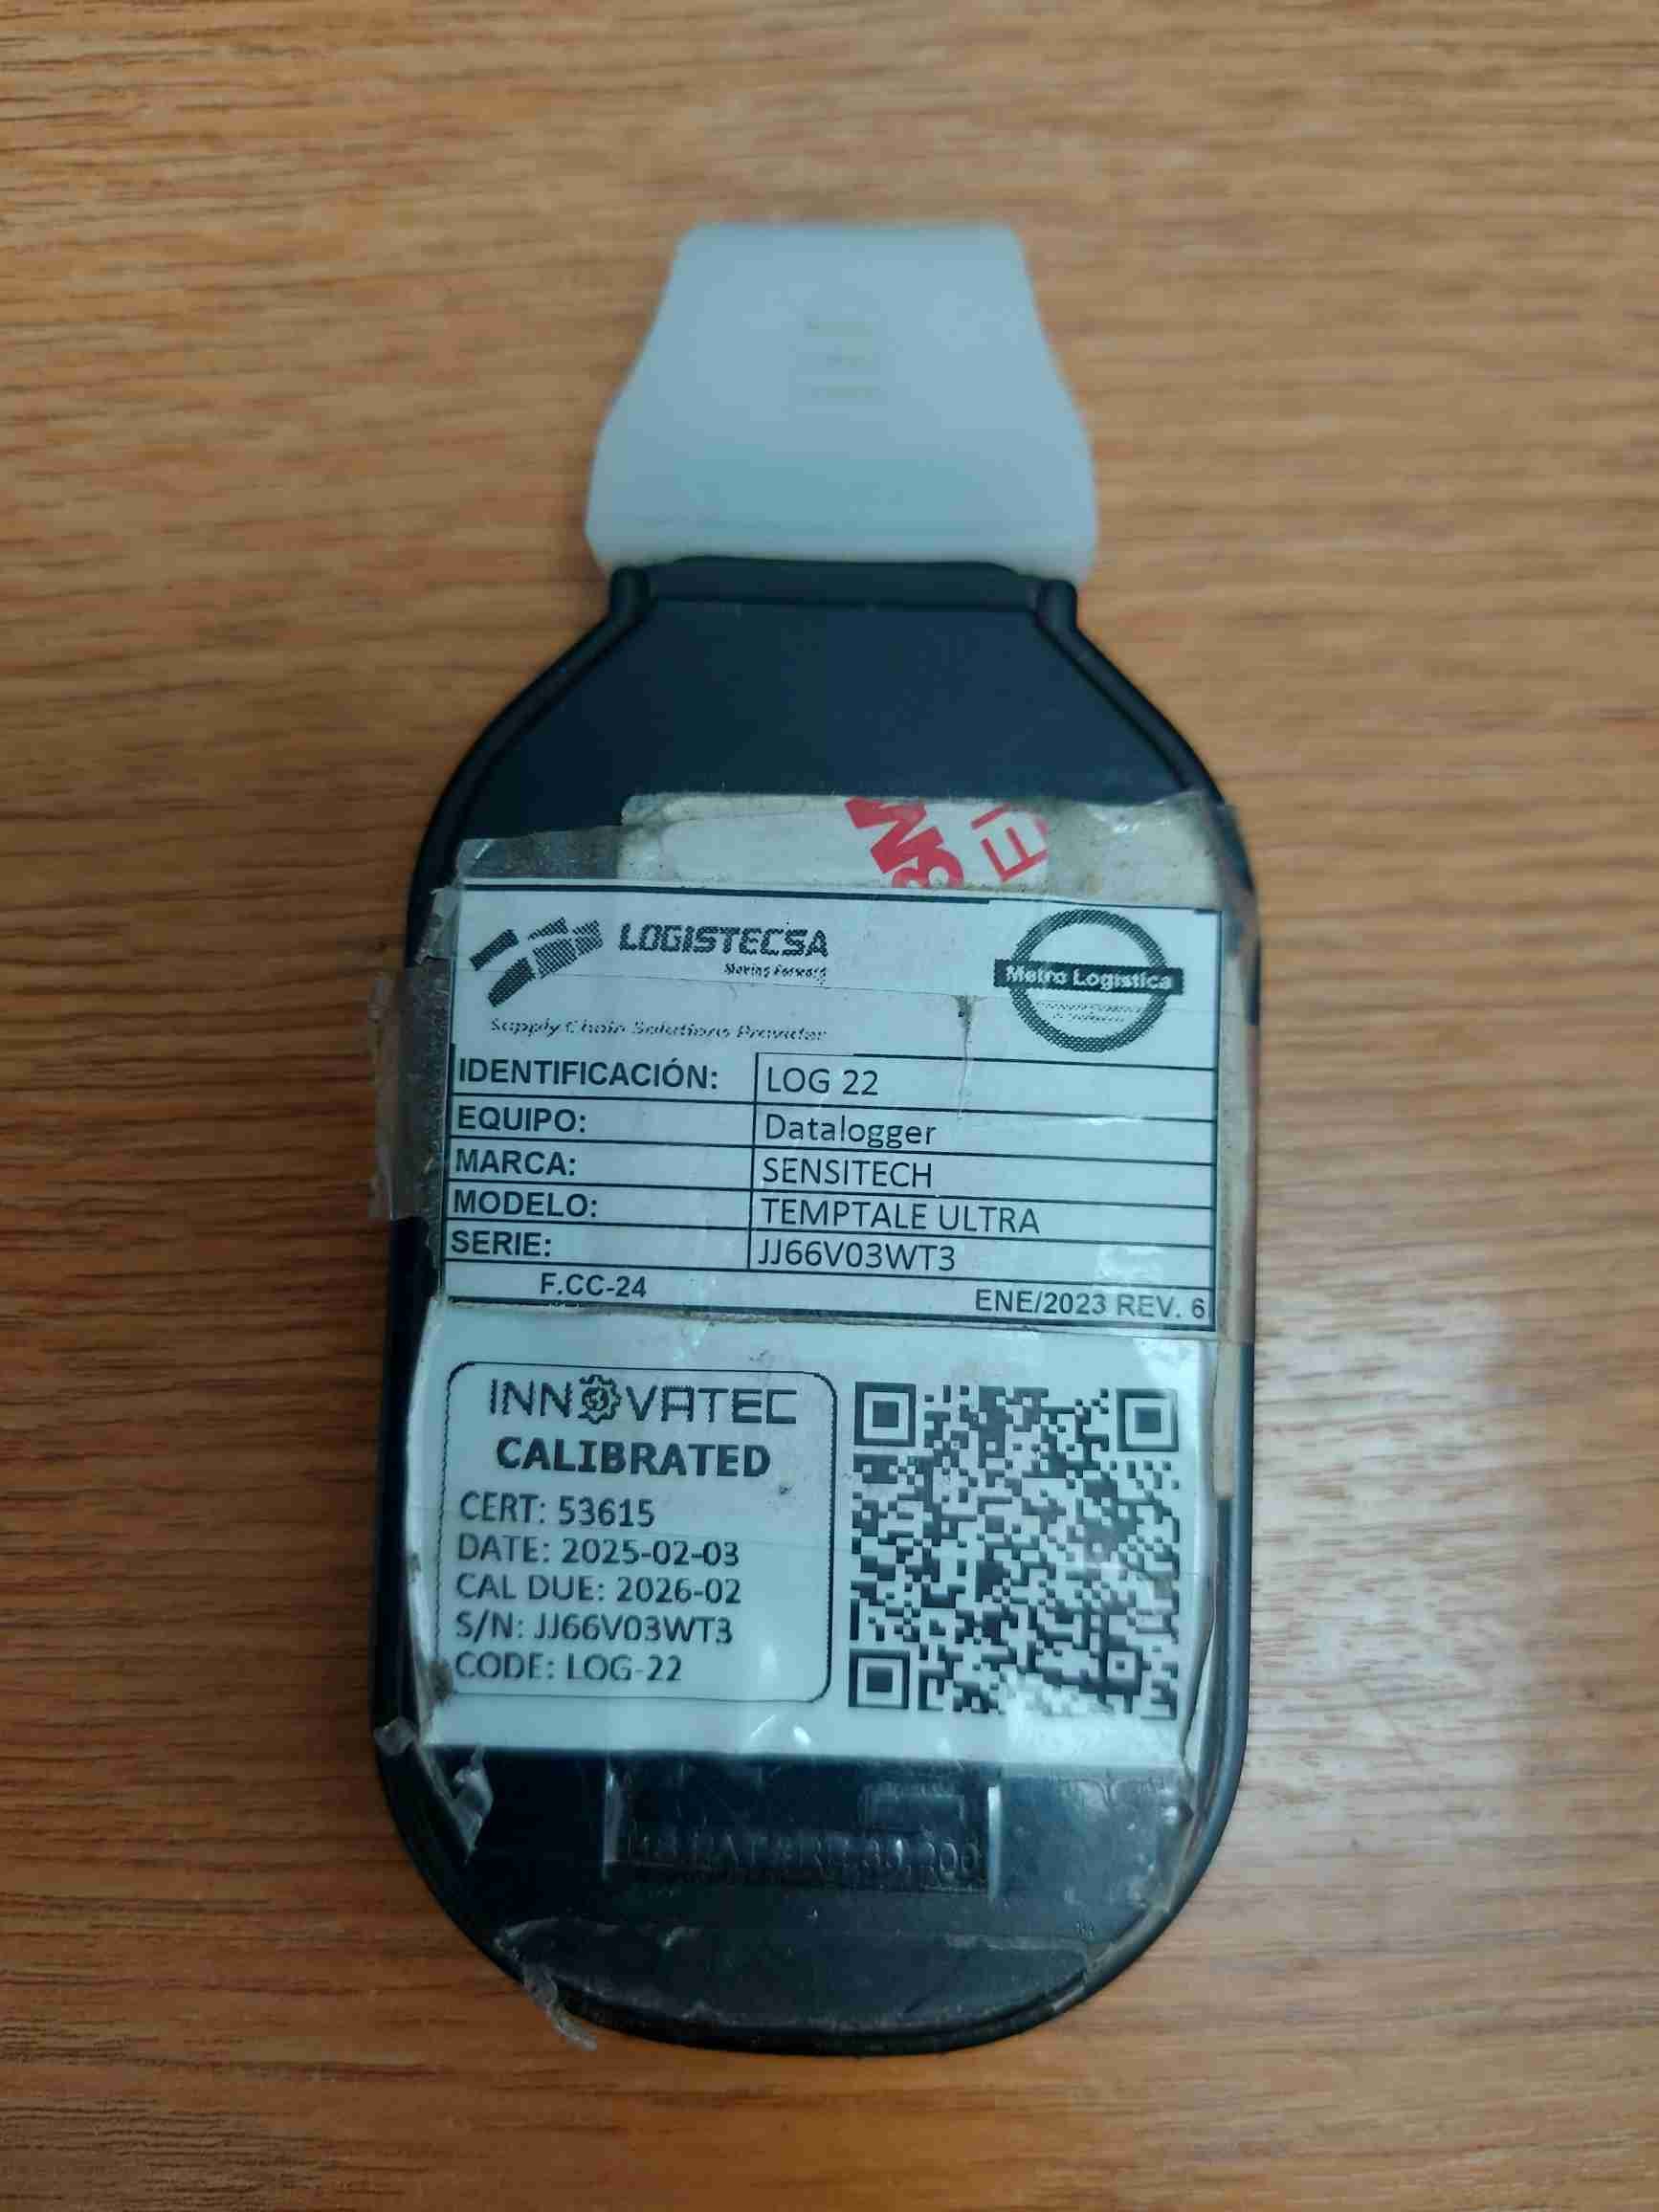 LOGISTECSA
Moving Forward
Metro Logistica
Supply Chain Solutions Provider
IDENTIFICACIÓN: LOG 22
EQUIPO: Datalogger
MARCA: SENSITECH
MODELO: TEMPTALE ULTRA
SERIE: JJ66V03WT3
F.CC-24 ENE/2023 REV. 6
INNOVATEC
CALIBRATED
CERT: 53615
DATE: 2025-02-03
CAL DUE: 2026-02
S/N: JJ66V03WT3
CODE: LOG-22